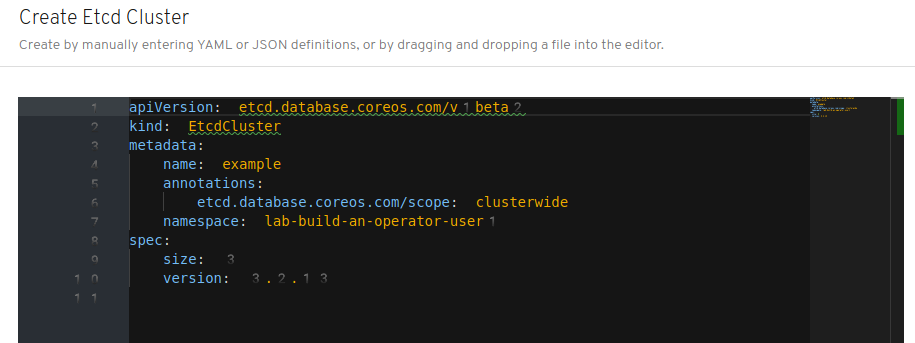 Create Etcd Cluster
Create by manually entering YAML or JSON definitions, or by dragging and dropping a file into the editor.
1 apiVersion: etcd.database.coreos.com/v1beta2
2 kind: EtcdCluster
3 metadata:
4 name: example
5 annotations:
6 etcd.database.coreos.com/scope: clusterwide
7 namespace: lab-build-an-operator-user1
8 spec:
9 size: 3
10 version: 3.2.13
11